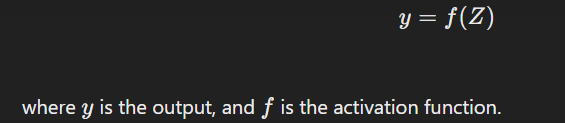 y = f(Z)
where y is the output, and f is the activation function.